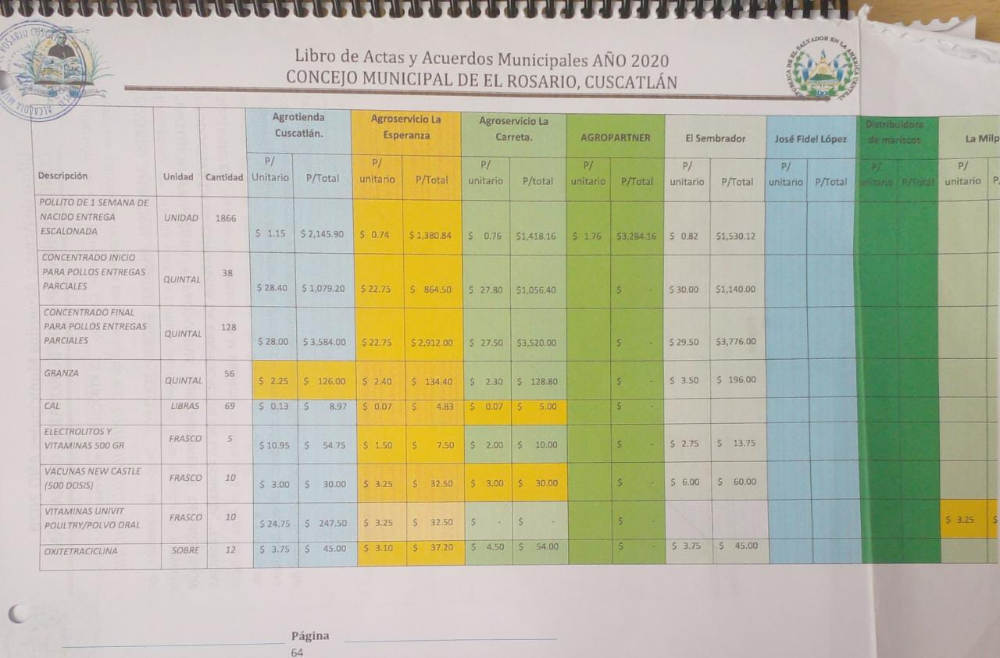 Libro de Actas y Acuerdos Municipales AÑO 2020
CONCEJO MUNICIPAL DE EL ROSARIO, CUSCATLÁN
REPÚBLICA DE EL SALVADOR EN LA AMÉRICA CENTRAL
Agrotienda Cuscatlán. Agroservicio La Esperanza Agroservicio La Carreta. AGROPARTNER El Sembrador José Fidel López Distribuidora de mariscos La Milp
Descripción Unidad Cantidad P/ Unitario P/Total P/ unitario P/Total P/ unitario P/total P/ unitario P/Total P/ unitario P/Total P/ unitario P/Total P/ unitario P/Total P/ unitario P
POLLITO DE 1 SEMANA DE NACIDO ENTREGA ESCALONADA UNIDAD 1866 $ 1.15 $ 2,145.90 $ 0.74 $ 1,380.84 $ 0.76 $1,418.16 $ 1.76 $3,284.16 $ 0.82 $1,530.12
CONCENTRADO INICIO PARA POLLOS ENTREGAS PARCIALES QUINTAL 38 $ 28.40 $ 1,079.20 $ 22.75 $ 864.50 $ 27.80 $1,056.40 $ - $ 30.00 $1,140.00
CONCENTRADO FINAL PARA POLLOS ENTREGAS PARCIALES QUINTAL 128 $ 28.00 $ 3,584.00 $ 22.75 $ 2,912.00 $ 27.50 $3,520.00 $ - $ 29.50 $3,776.00
GRANZA QUINTAL 56 $ 2.25 $ 126.00 $ 2.40 $ 134.40 $ 2.30 $ 128.80 $ - $ 3.50 $ 196.00
CAL LIBRAS 69 $ 0.13 $ 8.97 $ 0.07 $ 4.83 $ 0.07 $ 5.00 $ -
ELECTROLITOS Y VITAMINAS 500 GR FRASCO 5 $ 10.95 $ 54.75 $ 1.50 $ 7.50 $ 2.00 $ 10.00 $ - $ 2.75 $ 13.75
VACUNAS NEW CASTLE (500 DOSIS) FRASCO 10 $ 3.00 $ 30.00 $ 3.25 $ 32.50 $ 3.00 $ 30.00 $ - $ 6.00 $ 60.00
VITAMINAS UNIVIT POULTRY/POLVO ORAL FRASCO 10 $ 24.75 $ 247.50 $ 3.25 $ 32.50 $ - $ - $ - $ 3.25 $
OXITETRACICLINA SOBRE 12 $ 3.75 $ 45.00 $ 3.10 $ 37.20 $ 4.50 $ 54.00 $ - $ 3.75 $ 45.00
Página
64